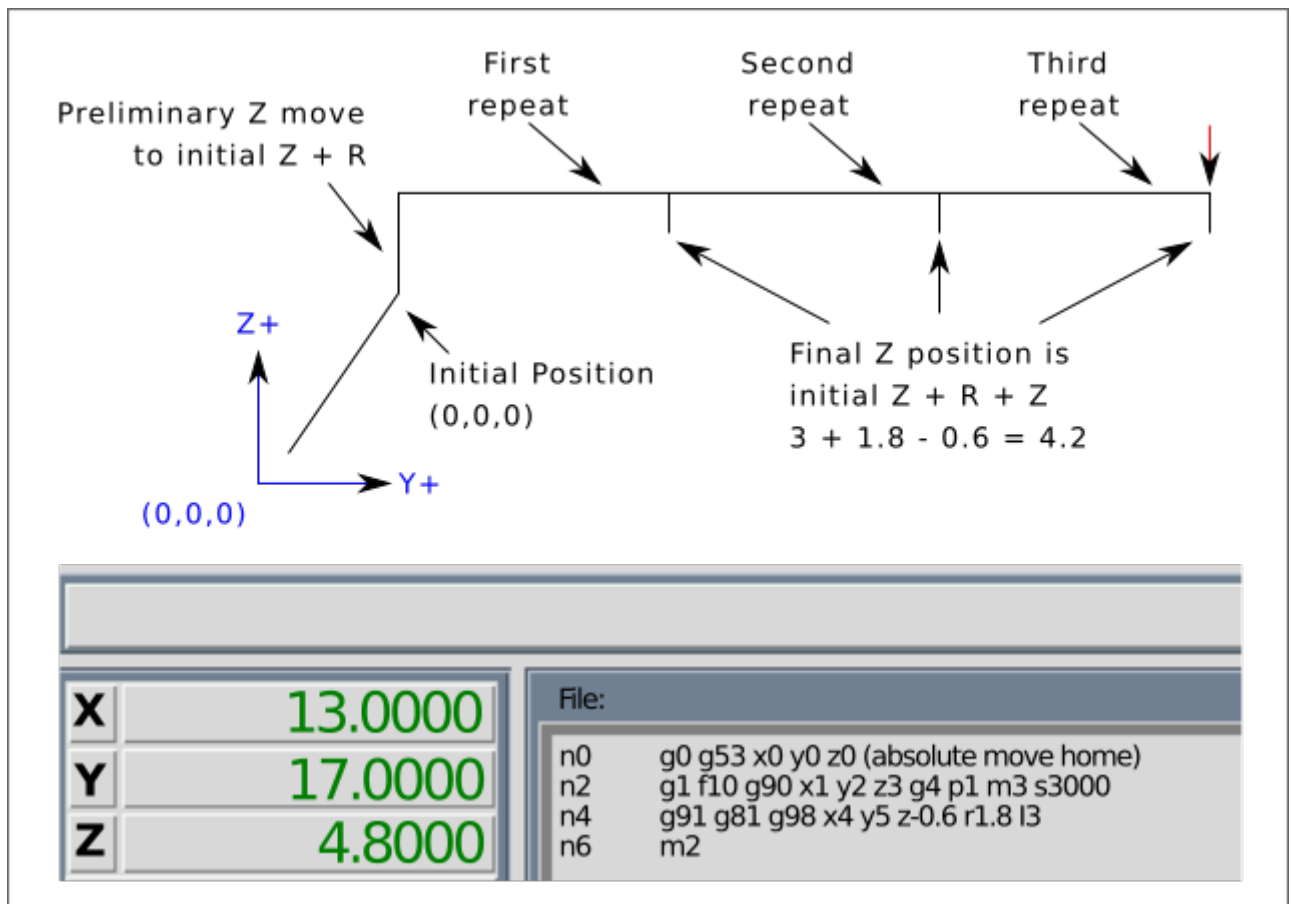 First
repeat
Second
repeat
Third
repeat
Preliminary Z move
to initial Z + R
Z+
Initial Position
(0,0,0)
Final Z position is
initial Z + R + Z
3 + 1.8 - 0.6 = 4.2
Y+
(0,0,0)
X 13.0000
Y 17.0000
Z 4.8000
File:
n0 g0 g53 x0 y0 z0 (absolute move home)
n2 g1 f10 g90 x1 y2 z3 g4 p1 m3 s3000
n4 g91 g81 g98 x4 y5 z-0.6 r1.8 l3
n6 m2